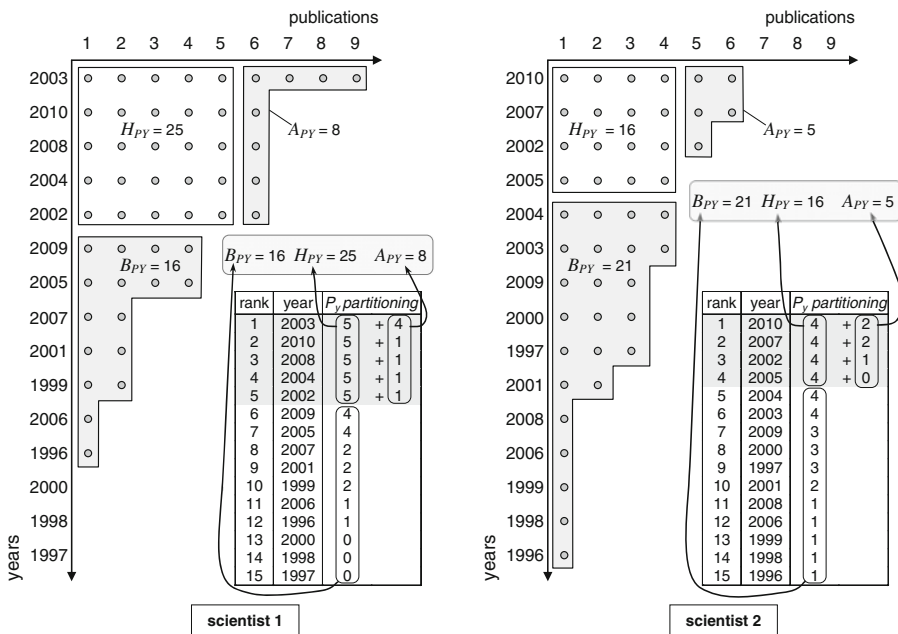 publications
1 2 3 4 5 6 7 8 9
2003
2010
2008
2004
2002
2009
2005
2007
2001
1999
2006
1996
2000
1998
1997
years
H_PY = 25
A_PY = 8
B_PY = 16
B_PY = 16 H_PY = 25 A_PY = 8
rank year P_y partitioning
1 2003 5 + 4
2 2010 5 + 1
3 2008 5 + 1
4 2004 5 + 1
5 2002 5 + 1
6 2009 4
7 2005 4
8 2007 2
9 2001 2
10 1999 2
11 2006 1
12 1996 1
13 2000 0
14 1998 0
15 1997 0
scientist 1
publications
1 2 3 4 5 6 7 8 9
2010
2007
2002
2005
2004
2003
2009
2000
1997
2001
2008
2006
1999
1998
1996
years
H_PY = 16
A_PY = 5
B_PY = 21
B_PY = 21 H_PY = 16 A_PY = 5
rank year P_y partitioning
1 2010 4 + 2
2 2007 4 + 2
3 2002 4 + 1
4 2005 4 + 0
5 2004 4
6 2003 4
7 2009 3
8 2000 3
9 1997 3
10 2001 2
11 2008 1
12 2006 1
13 1999 1
14 1998 1
15 1996 1
scientist 2